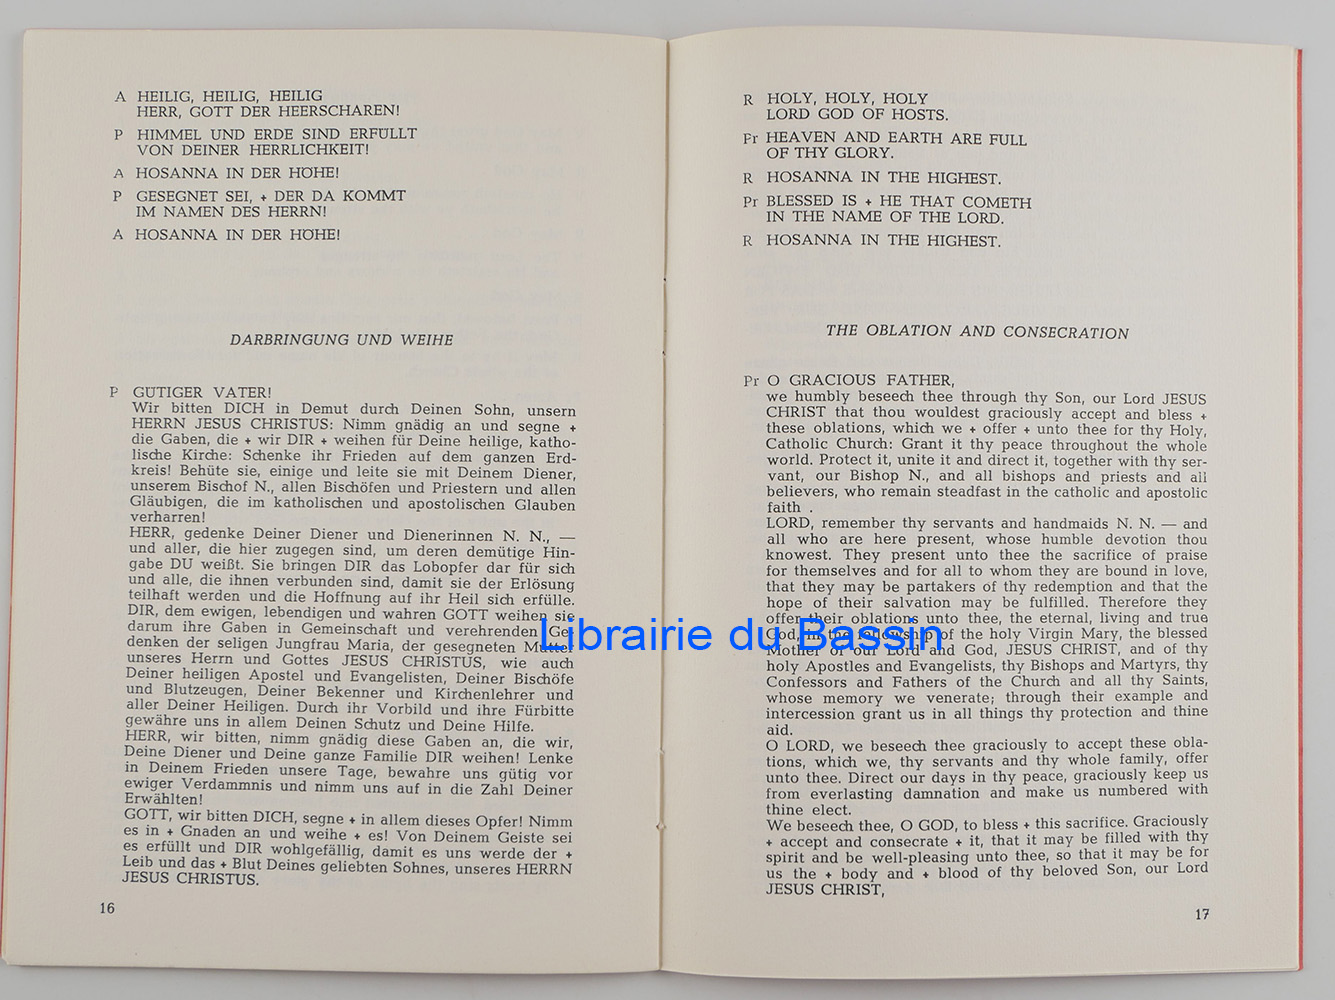 A HEILIG, HEILIG, HEILIG
HERR, GOTT DER HEERSCHAREN!
P HIMMEL UND ERDE SIND ERFÜLLT
VON DEINER HERRLICHKEIT!
A HOSANNA IN DER HÖHE!
P GESEGNET SEI, + DER DA KOMMT
IM NAMEN DES HERRN!
A HOSANNA IN DER HÖHE!
DARBRINGUNG UND WEIHE
P GÜTIGER VATER!
Wir bitten DICH in Demut durch Deinen Sohn, unsern
HERRN JESUS CHRISTUS: Nimm gnädig an und segne +
die Gaben, die + wir DIR + weihen für Deine heilige, katho-
lische Kirche: Schenke ihr Frieden auf dem ganzen Erd-
kreis! Behüte sie, einige und leite sie mit Deinem Diener,
unserem Bischof N., allen Bischöfen und Priestern und allen
Gläubigen, die im katholischen und apostolischen Glauben
verharren!
HERR, gedenke Deiner Diener und Dienerinnen N. N., —
und aller, die hier zugegen sind, um deren demütige Hin-
gabe DU weißt. Sie bringen DIR das Lobopfer dar für sich
und alle, die ihnen verbunden sind, damit sie der Erlösung
teilhaft werden und die Hoffnung auf ihr Heil sich erfülle.
DIR, dem ewigen, lebendigen und wahren GOTT weihen sie
darum ihre Gaben in Gemeinschaft und verehrenden Ge-
denken der seligen Jungfrau Maria, der gesegneten Mutter
unseres Herrn und Gottes JESUS CHRISTUS, wie auch
Deiner heiligen Apostel und Evangelisten, Deiner Bischöfe
und Blutzeugen, Deiner Bekenner und Kirchenlehrer und
aller Deiner Heiligen. Durch ihr Vorbild und ihre Fürbitte
gewähre uns in allem Deinen Schutz und Deine Hilfe.
HERR, wir bitten, nimm gnädig diese Gaben an, die wir,
Deine Diener und Deine ganze Familie DIR weihen! Lenke
in Deinem Frieden unsere Tage, bewahre uns gütig vor
ewiger Verdammnis und nimm uns auf in die Zahl Deiner
Erwählten!
GOTT, wir bitten DICH, segne + in allem dieses Opfer! Nimm
es in + Gnaden an und weihe + es! Von Deinem Geiste sei
es erfüllt und DIR wohlgefällig, damit es uns werde der +
Leib und das + Blut Deines geliebten Sohnes, unseres HERRN
JESUS CHRISTUS.
16
R HOLY, HOLY, HOLY
LORD GOD OF HOSTS.
Pr HEAVEN AND EARTH ARE FULL
OF THY GLORY.
R HOSANNA IN THE HIGHEST.
Pr BLESSED IS + HE THAT COMETH
IN THE NAME OF THE LORD.
R HOSANNA IN THE HIGHEST.
THE OBLATION AND CONSECRATION
Pr O GRACIOUS FATHER,
we humbly beseech thee through thy Son, our Lord JESUS
CHRIST that thou wouldest graciously accept and bless +
these oblations, which we + offer + unto thee for thy Holy,
Catholic Church: Grant it thy peace throughout the whole
world. Protect it, unite it and direct it, together with thy ser-
vant, our Bishop N., and all bishops and priests and all
believers, who remain steadfast in the catholic and apostolic
faith .
LORD, remember thy servants and handmaids N. N. — and
all who are here present, whose humble devotion thou
knowest. They present unto thee the sacrifice of praise
for themselves and for all to whom they are bound in love,
that they may be partakers of thy redemption and that the
hope of their salvation may be fulfilled. Therefore they
offer their oblations unto thee, the eternal, living and true
God, in the fellowship of the holy Virgin Mary, the blessed
Mother of our Lord and God, JESUS CHRIST, and of thy
holy Apostles and Evangelists, thy Bishops and Martyrs, thy
Confessors and Fathers of the Church and all thy Saints,
whose memory we venerate; through their example and
intercession grant us in all things thy protection and thine
aid.
O LORD, we beseech thee graciously to accept these obla-
tions, which we, thy servants and thy whole family, offer
unto thee. Direct our days in thy peace, graciously keep us
from everlasting damnation and make us numbered with
thine elect.
We beseech thee, O GOD, to bless + this sacrifice. Graciously
+ accept and consecrate + it, that it may be filled with thy
spirit and be well-pleasing unto thee, so that it may be for
us the + body and + blood of thy beloved Son, our Lord
JESUS CHRIST,
17
Librairie du Bassin